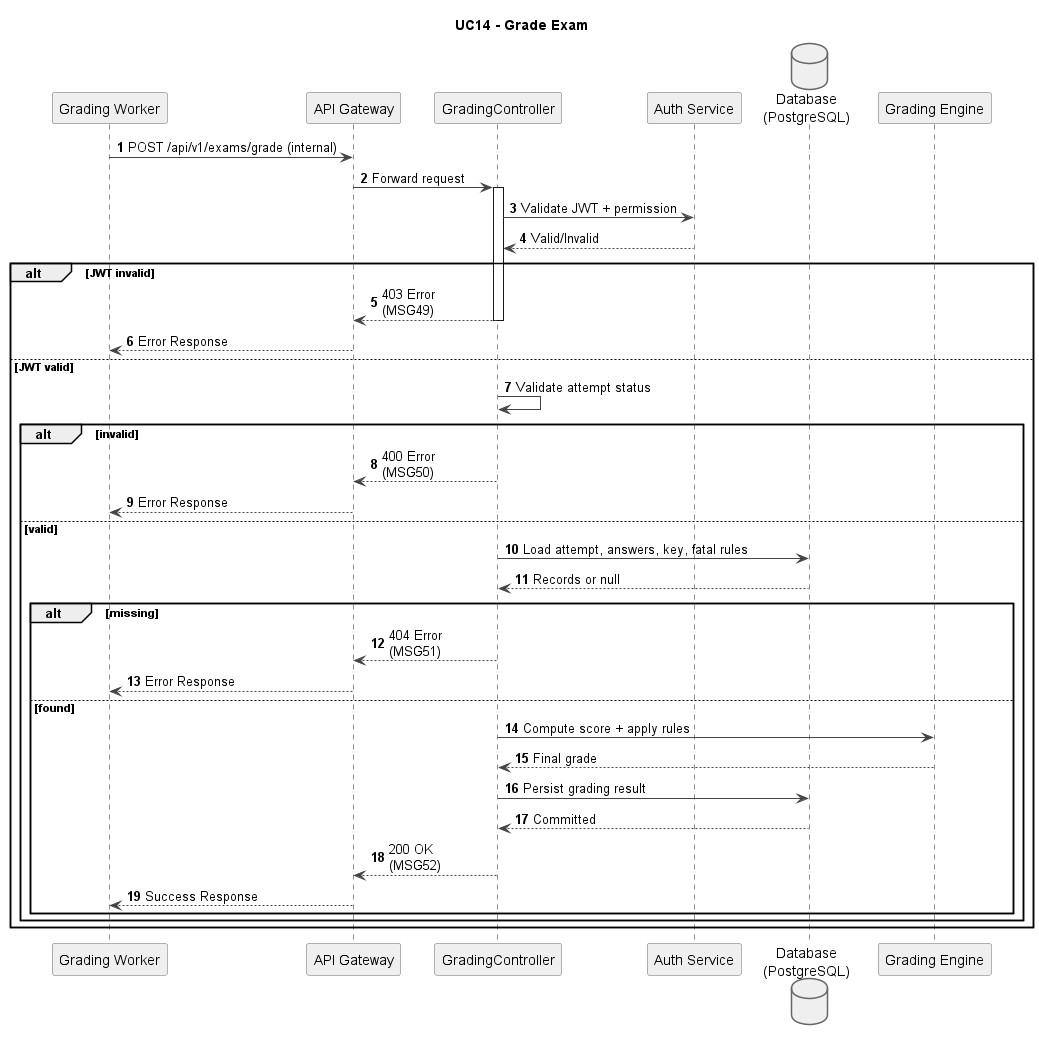 UC14 - Grade Exam
Grading Worker
API Gateway
GradingController
Auth Service
Database
(PostgreSQL)
Grading Engine
1 POST /api/v1/exams/grade (internal)
2 Forward request
3 Validate JWT + permission
4 Valid/Invalid
alt [JWT invalid]
5 403 Error
(MSG49)
6 Error Response
[JWT valid]
7 Validate attempt status
alt [invalid]
8 400 Error
(MSG50)
9 Error Response
[valid]
10 Load attempt, answers, key, fatal rules
11 Records or null
alt [missing]
12 404 Error
(MSG51)
13 Error Response
[found]
14 Compute score + apply rules
15 Final grade
16 Persist grading result
17 Committed
18 200 OK
(MSG52)
19 Success Response
Grading Worker
API Gateway
GradingController
Auth Service
Database
(PostgreSQL)
Grading Engine